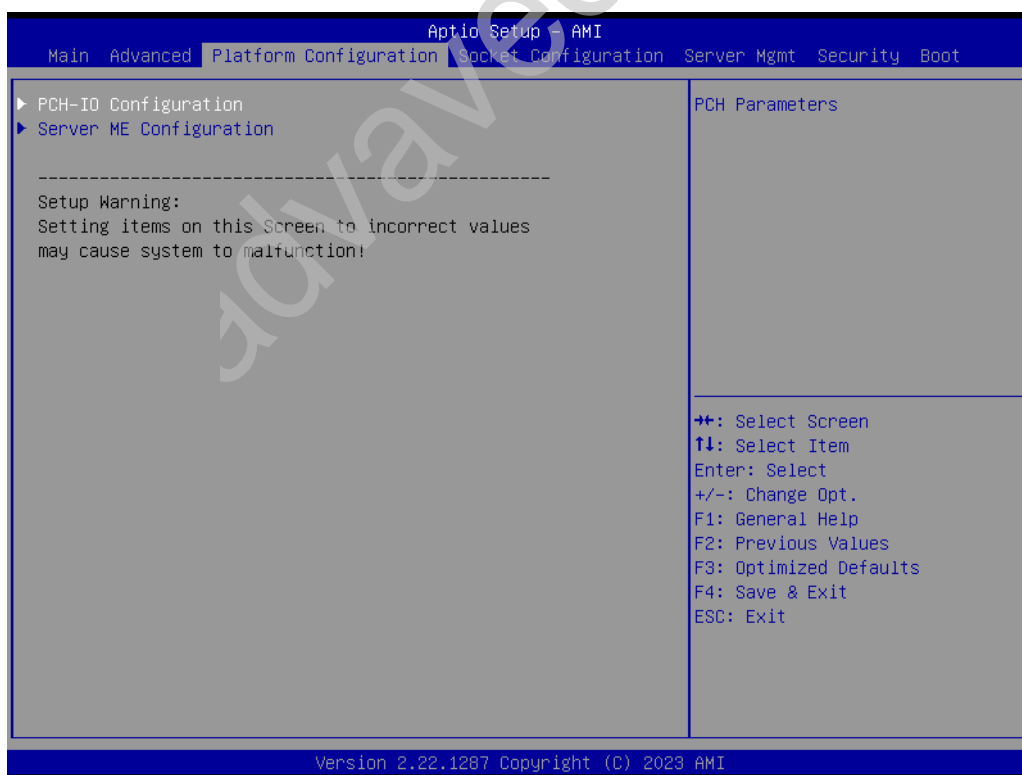 Aptio Setup – AMI
Main Advanced Platform Configuration Socket Configuration Server Mgmt Security Boot
▶ PCH-IO Configuration
▶ Server ME Configuration
--------------------------------------------------
Setup Warning:
Setting items on this Screen to incorrect values
may cause system to malfunction!
PCH Parameters
→←: Select Screen
↑↓: Select Item
Enter: Select
+/-: Change Opt.
F1: General Help
F2: Previous Values
F3: Optimized Defaults
F4: Save & Exit
ESC: Exit
Version 2.22.1287 Copyright (C) 2023 AMI